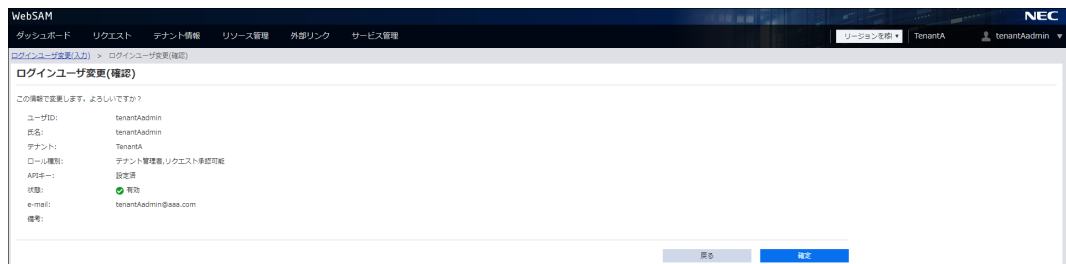 WebSAM NEC
ダッシュボード リクエスト テナント情報 リソース管理 外部リンク サービス管理 リージョンを検 TenantA tenantAadmin
ログインユーザ変更(入力) > ログインユーザ変更(確認)
ログインユーザ変更(確認)
この情報で変更します。よろしいですか？
ユーザID: tenantAadmin
氏名: tenantAadmin
テナント: TenantA
ロール種別: テナント管理者,リクエスト承認可能
APIキー: 設定済
状態: 有効
e-mail: tenantAadmin@aaa.com
備考:
戻る 確定